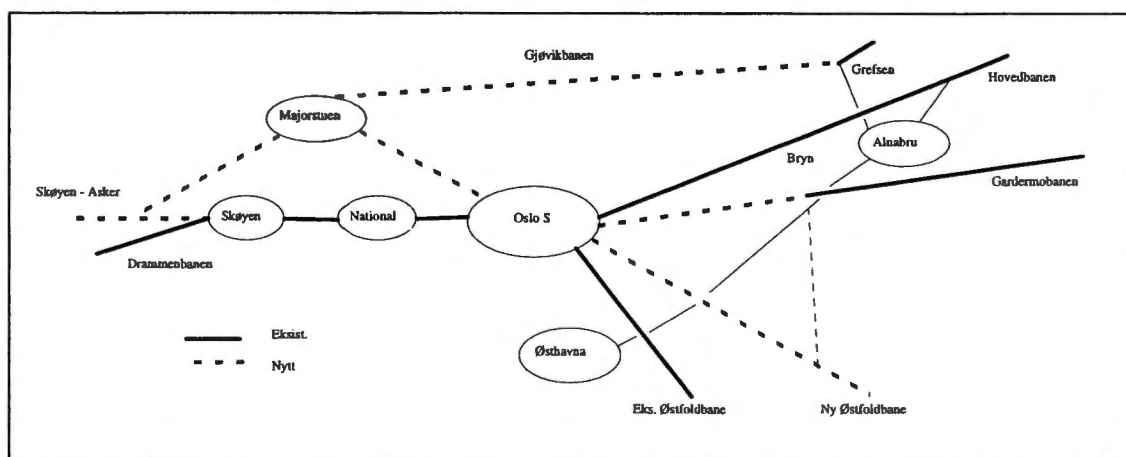 Gjøvikbanen
Grefsen
Hovedbanen
Majorstuen
Alnabru
Bryn
Gardermobanen
Skøyen - Asker
Skøyen
National
Oslo S
Drammenbanen
Eksist.
Nytt
Østhavna
Eks. Østfoldbane
Ny Østfoldbane